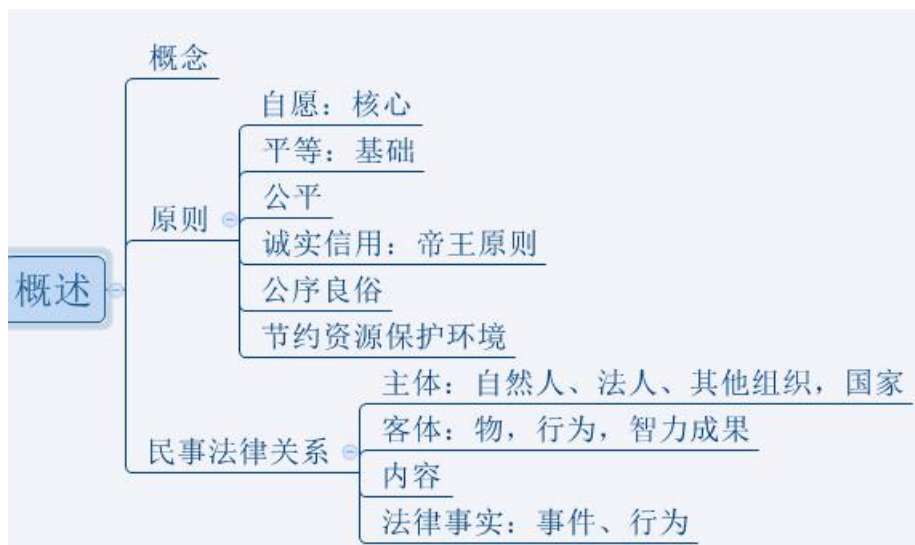 概述
概念
原则
自愿：核心
平等：基础
公平
诚实信用：帝王原则
公序良俗
节约资源保护环境
民事法律关系
主体：自然人、法人、其他组织，国家
客体：物，行为，智力成果
内容
法律事实：事件、行为